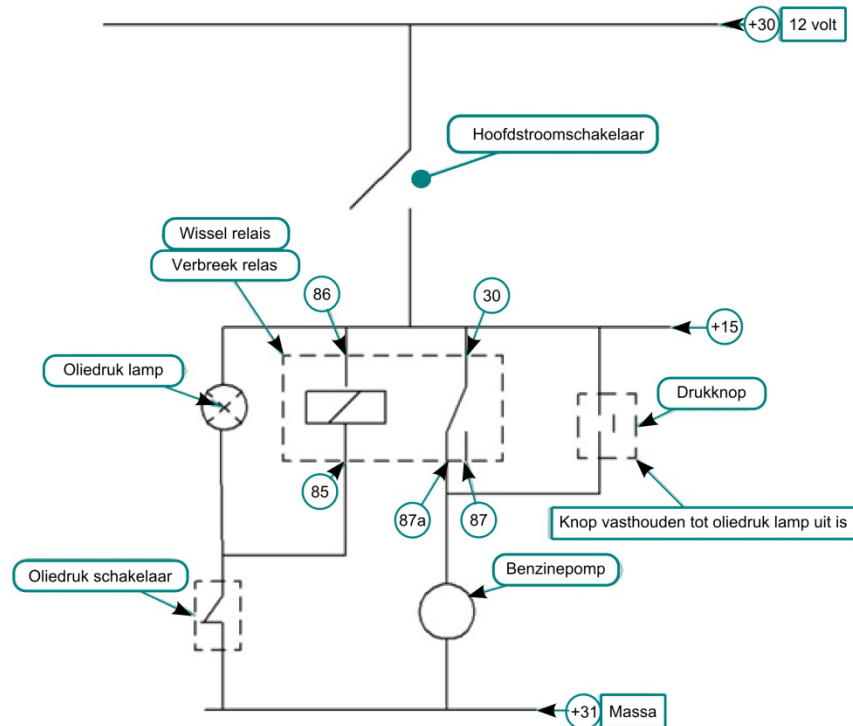 +30 12 volt
Hoofdstroomschakelaar
Wissel relais
Verbreek relas
86
30
+15
Oliedruk lamp
Drukknop
85
87a
87
Knop vasthouden tot oliedruk lamp uit is
Oliedruk schakelaar
Benzinepomp
+31 Massa